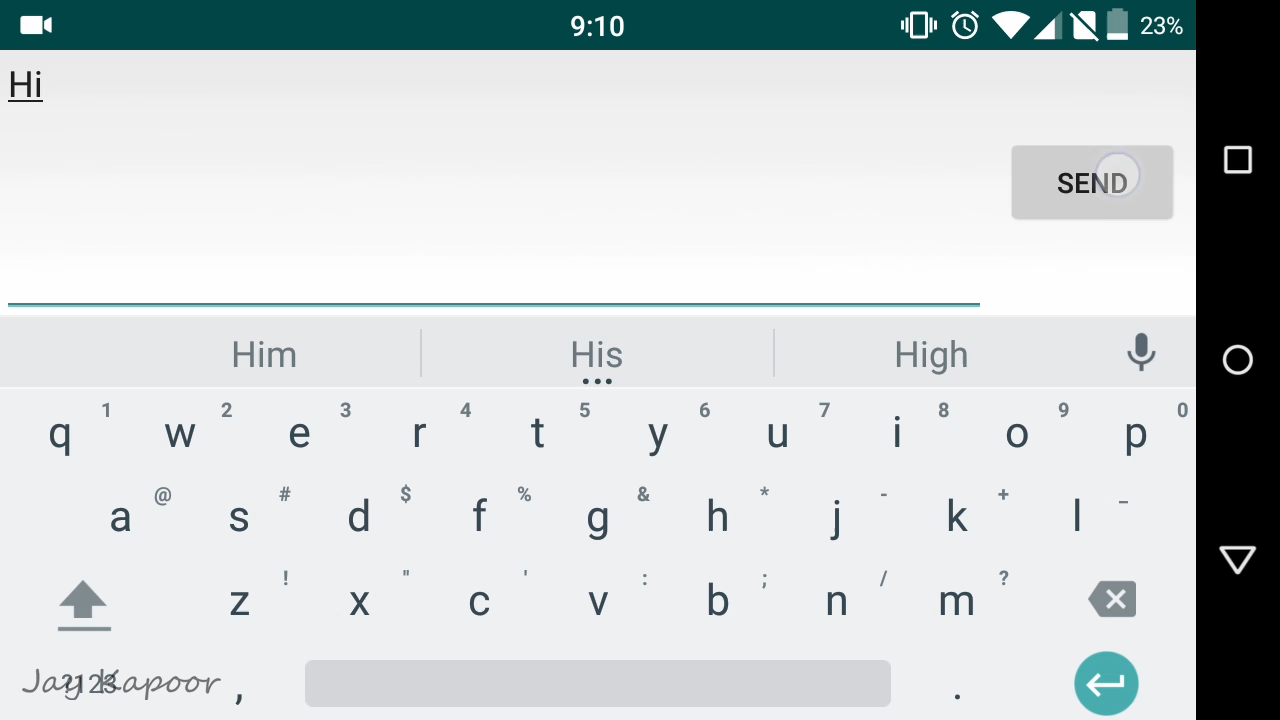 9:10
23%
Hi
SEND
Him His High
q 1 w 2 e 3 r 4 t 5 y 6 u 7 i 8 o 9 p 0
a @ s # d $ f % g & h * j - k + l _
z ! x " c ' v : b ; n / m ?
?123 , .
Jay Kapoor